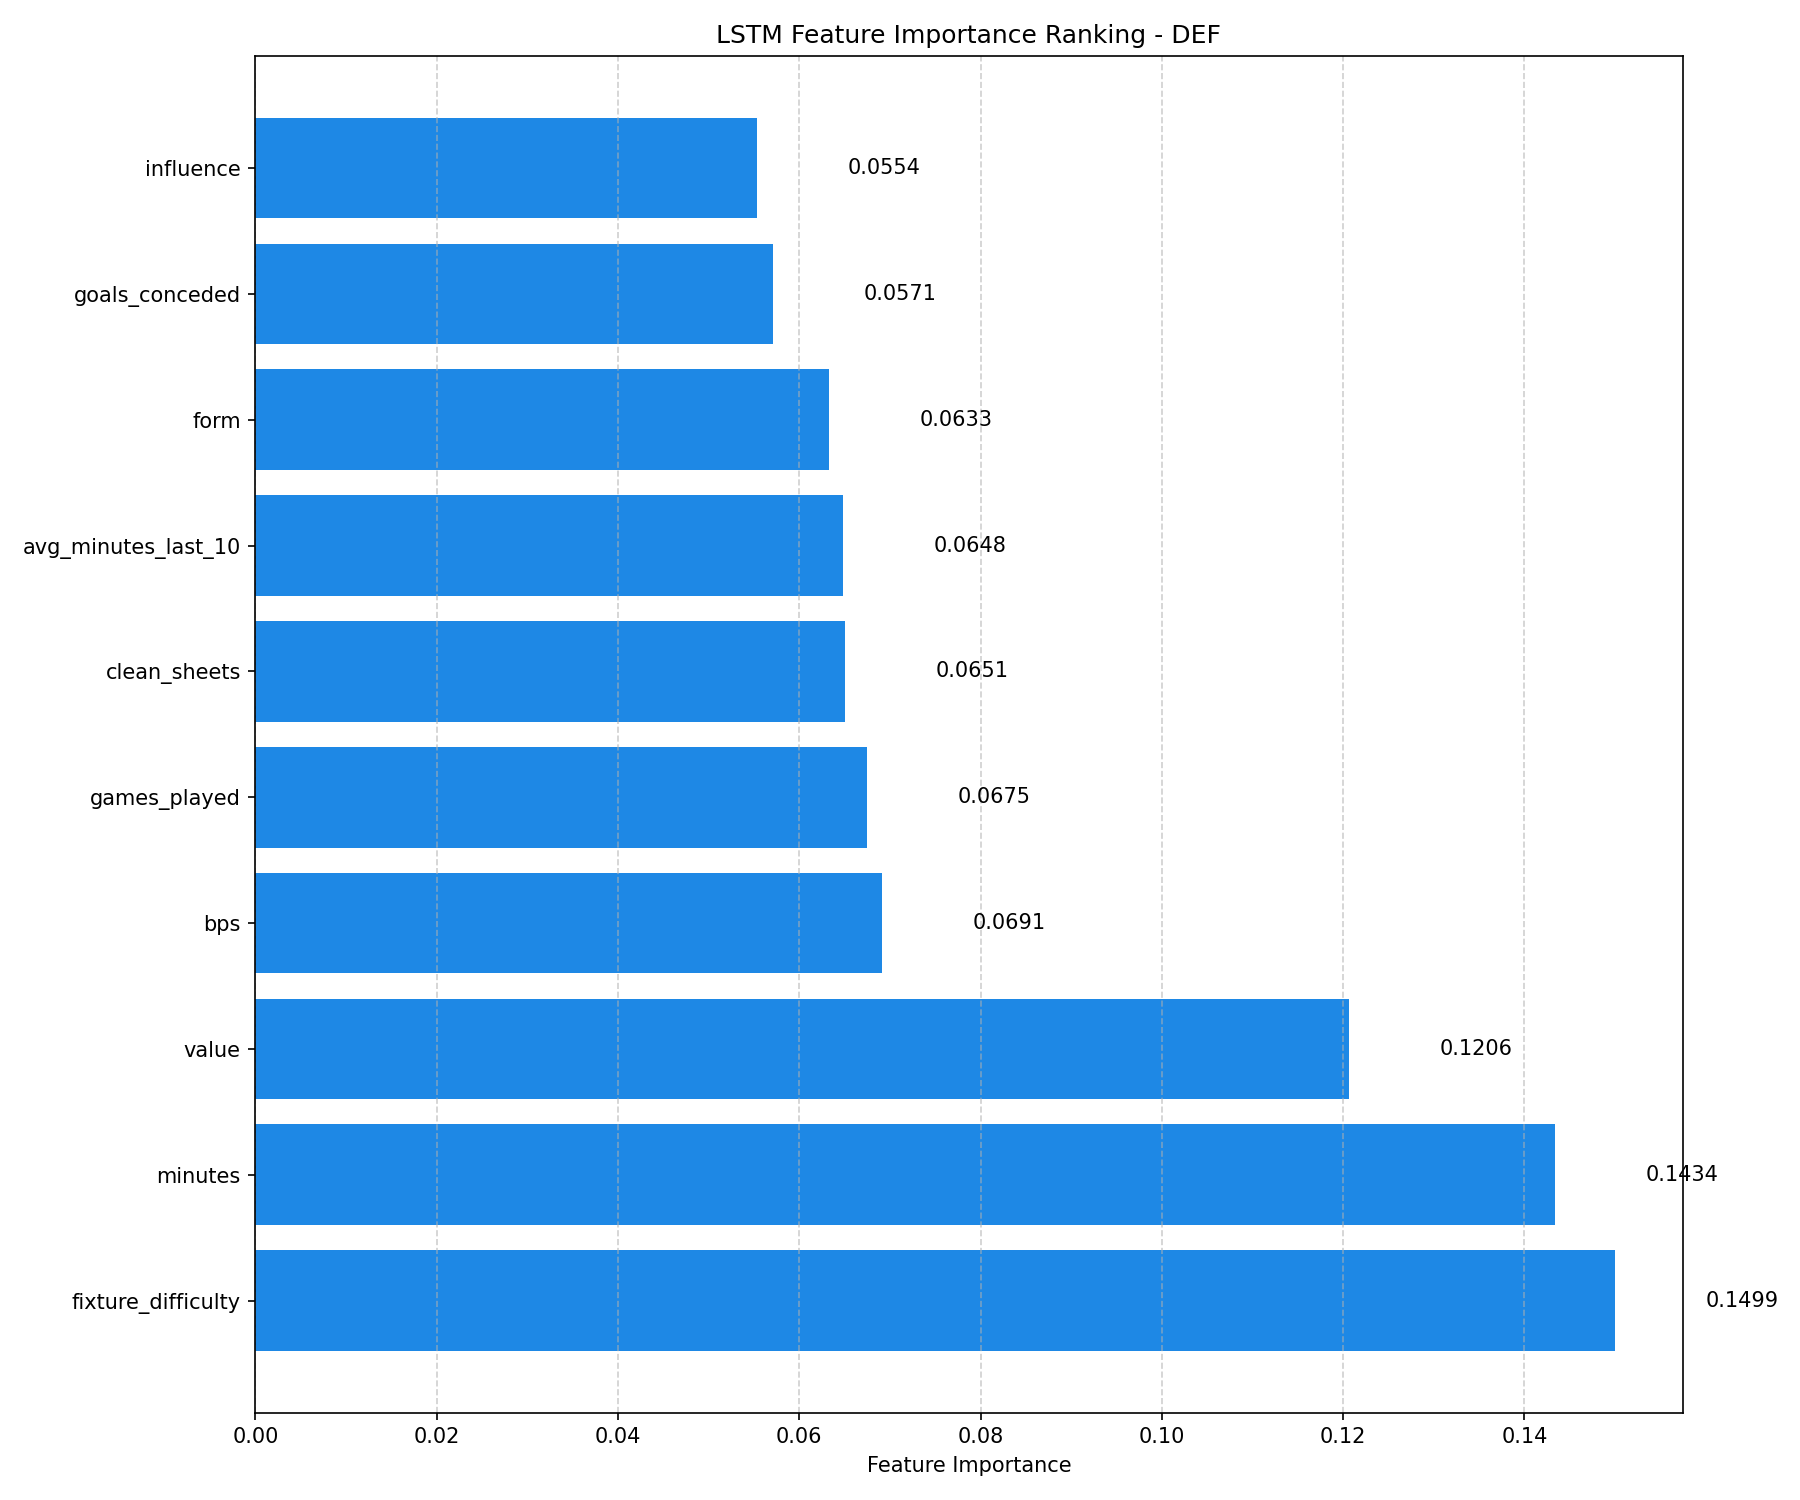 LSTM Feature Importance Ranking - DEF
influence 0.0554
goals_conceded 0.0571
form 0.0633
avg_minutes_last_10 0.0648
clean_sheets 0.0651
games_played 0.0675
bps 0.0691
value 0.1206
minutes 0.1434
fixture_difficulty 0.1499
0.00 0.02 0.04 0.06 0.08 0.10 0.12 0.14
Feature Importance